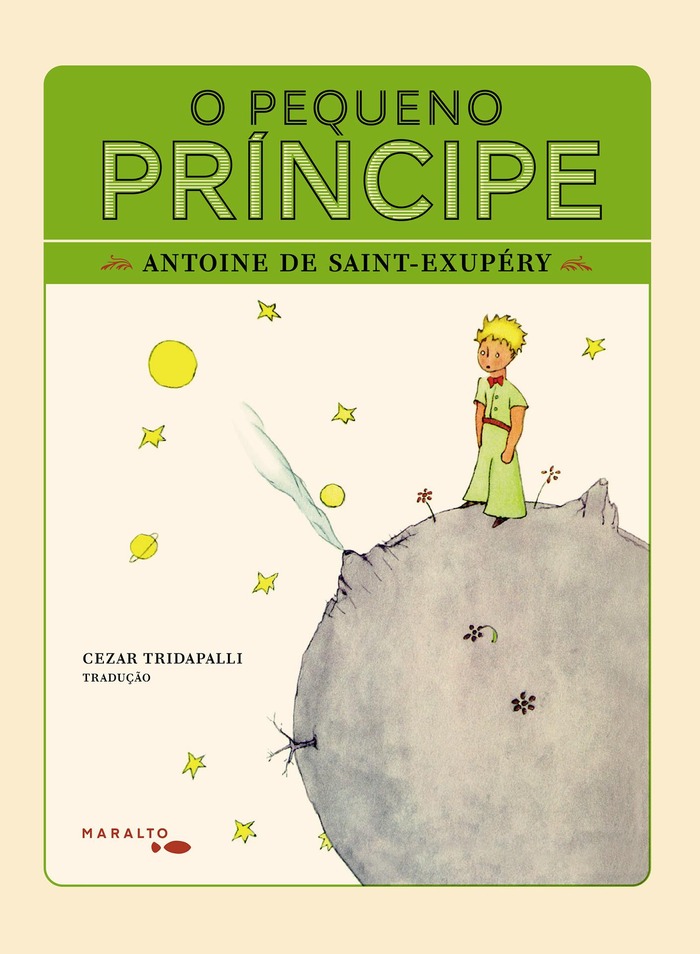 O PEQUENO
PRÍNCIPE
ANTOINE DE SAINT-EXUPÉRY
CEZAR TRIDAPALLI
TRADUÇÃO
MARALTO